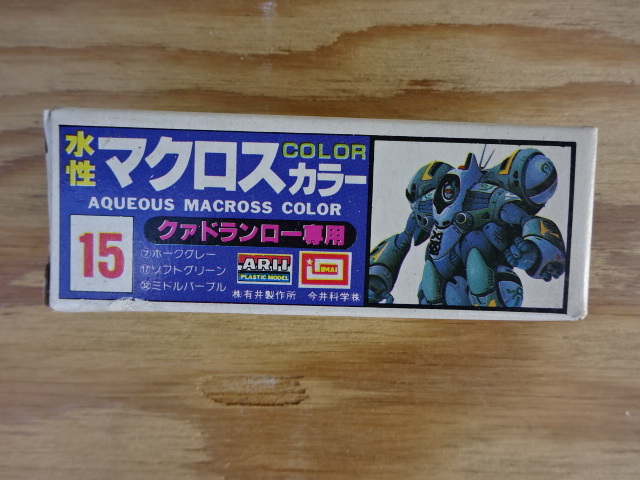 水性
マクロス
COLOR
カラー
AQUEOUS MACROSS COLOR
クァドランロー専用
15
⑦ホークグレー
ソフトグリーン
ミドルパープル
ARII
PLASTIC MODEL
IMAI
㈱有井製作所 今井科学㈱